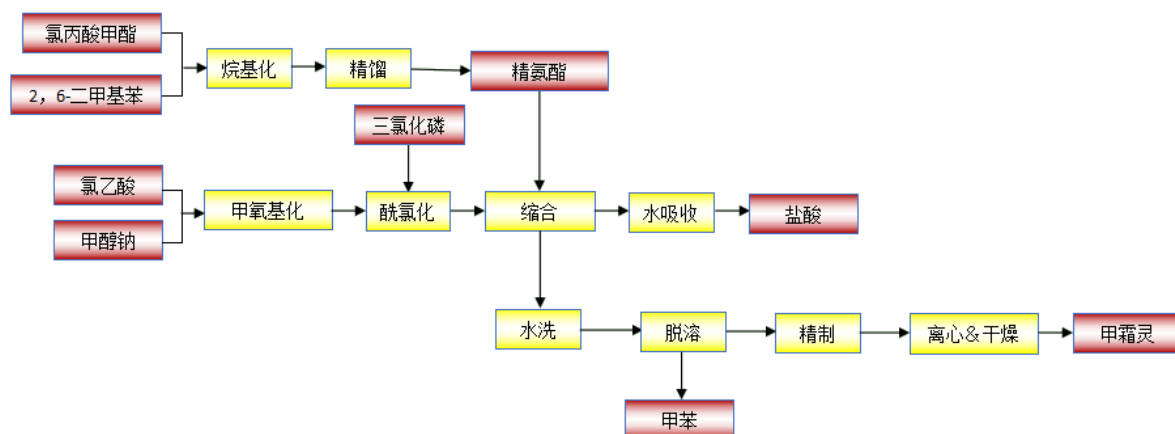 氯丙酸甲酯
烷基化
精馏
精氨酯
2，6-二甲基苯
三氯化磷
氯乙酸
甲氧基化
酰氯化
缩合
水吸收
盐酸
甲醇钠
水洗
脱溶
精制
离心&干燥
甲霜灵
甲苯